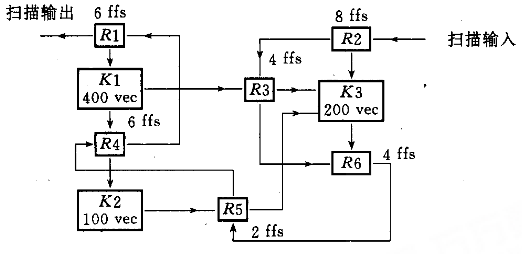 扫描输出
6 ffs
R1
8 ffs
R2
扫描输入
4 ffs
K1
400 vec
R3
K3
200 vec
6 ffs
R4
R6
4 ffs
K2
100 vec
R5
2 ffs